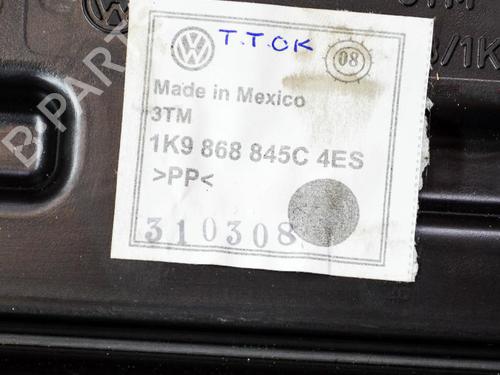 T.T.OK
08
Made in Mexico
3TM
1K9 868 845C 4ES
>PP<
310308
B-PARTS